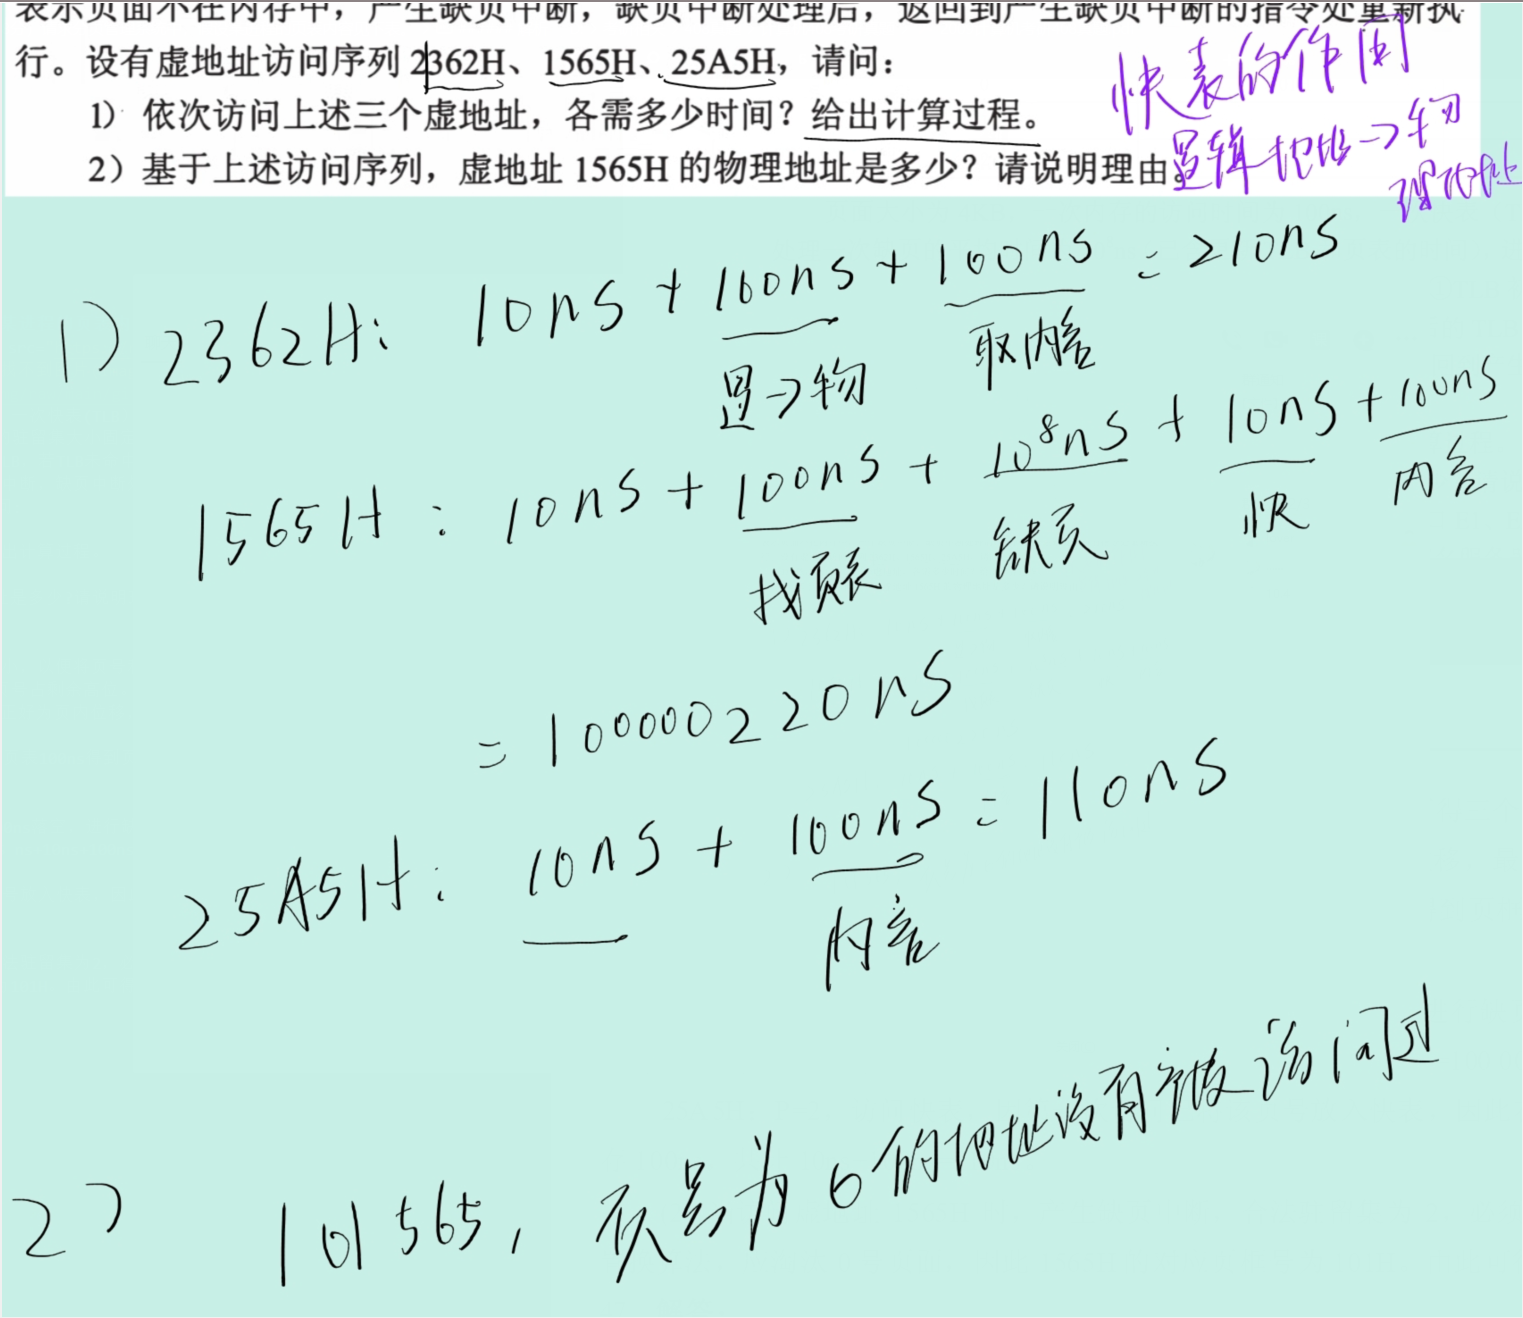 表示页面不在内存中，产生缺页中断，缺页中断处理后，返回到产生缺页中断的指令处重新执
行。设有虚地址访问序列 2362H、1565H、25A5H，请问：
1）依次访问上述三个虚地址，各需多少时间？给出计算过程。
2）基于上述访问序列，虚地址 1565H 的物理地址是多少？请说明理由。
快表的作用
逻辑地址->物
理地址
1) 2362H: 10ns + 100ns + 100ns = 210ns
逻->物 取内容
1565H : 10ns + 100ns + 10⁸ns + 10ns + 100ns
找页表 缺页 快 内容
= 100000220ns
25A5H: 10ns + 100ns = 110ns
内容
2) 101565, 页号为0的地址没有被访问过